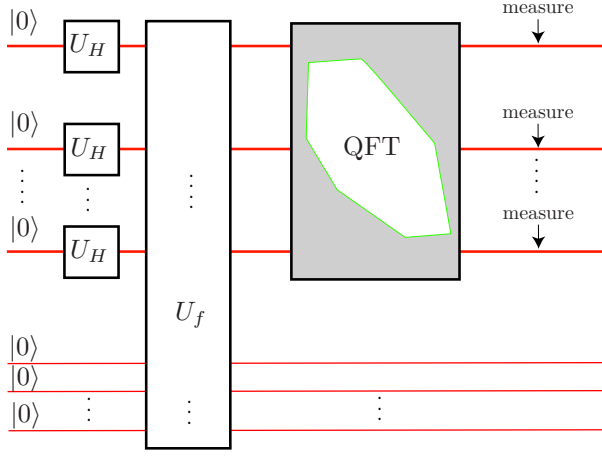 |0⟩ U_H measure
|0⟩ U_H QFT measure
⋮ ⋮ ⋮ ⋮
|0⟩ U_H measure
U_f
|0⟩
|0⟩
|0⟩ ⋮ ⋮ ⋮